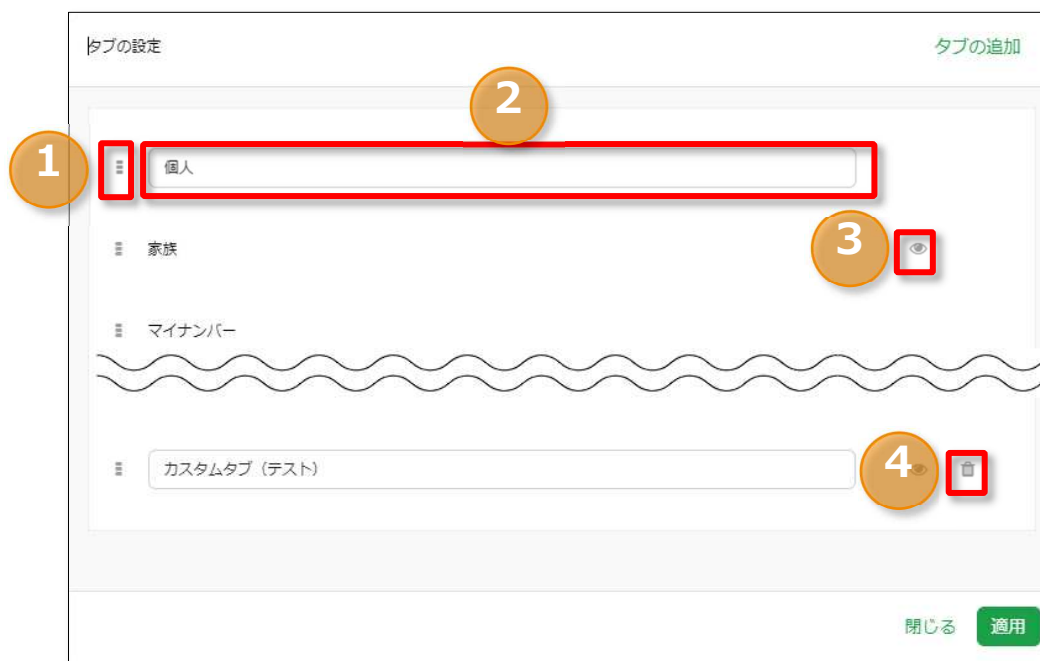 タブの設定
タブの追加
2
1
個人
3
家族
マイナンバー
カスタムタブ（テスト）
4
閉じる
適用